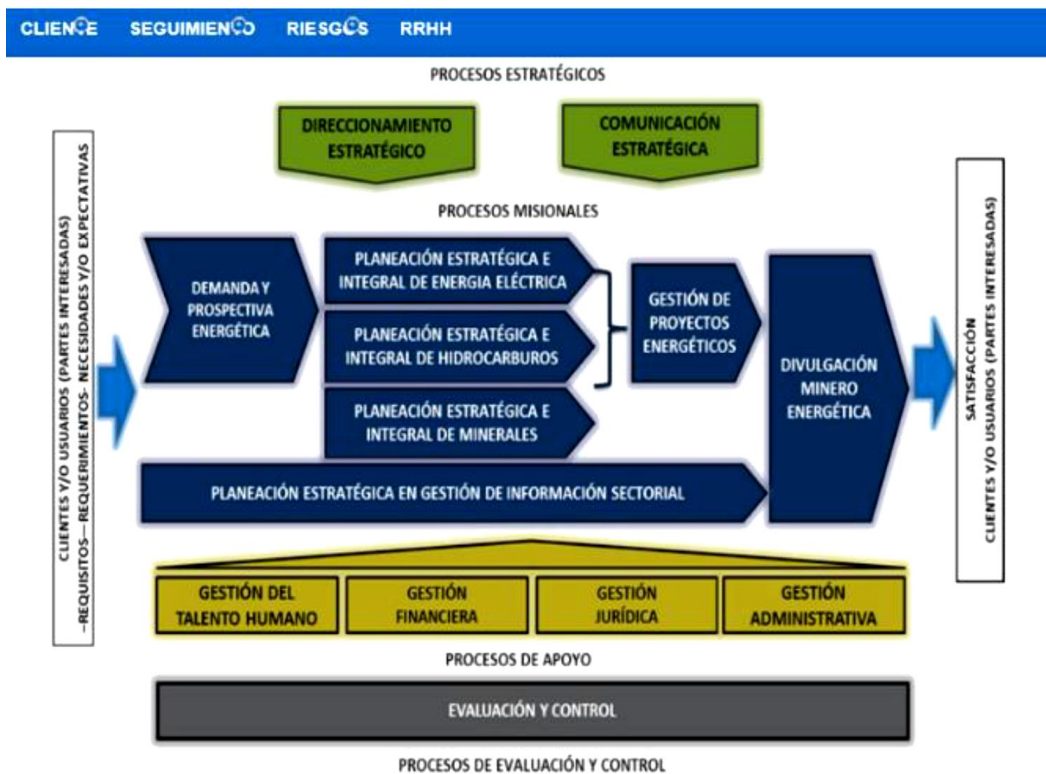 CLIENTE SEGUIMIENTO RIESGOS RRHH
PROCESOS ESTRATÉGICOS
DIRECCIONAMIENTO
ESTRATÉGICO
COMUNICACIÓN
ESTRATÉGICA
PROCESOS MISIONALES
CLIENTES Y/O USUARIOS (PARTES INTERESADAS)
–REQUISITOS— REQUERIMIENTOS- NECESIDADES Y/O EXPECTATIVAS
DEMANDA Y
PROSPECTIVA
ENERGÉTICA
PLANEACIÓN ESTRATÉGICA E
INTEGRAL DE ENERGIA ELÉCTRICA
PLANEACIÓN ESTRATÉGICA E
INTEGRAL DE HIDROCARBUROS
PLANEACIÓN ESTRATÉGICA E
INTEGRAL DE MINERALES
GESTIÓN DE
PROYECTOS
ENERGÉTICOS
DIVULGACIÓN
MINERO
ENERGÉTICA
PLANEACIÓN ESTRATÉGICA EN GESTIÓN DE INFORMACIÓN SECTORIAL
SATISFACCIÓN
CLIENTES Y/O USUARIOS (PARTES INTERESADAS)
GESTIÓN DEL
TALENTO HUMANO
GESTIÓN
FINANCIERA
GESTIÓN
JURÍDICA
GESTIÓN
ADMINISTRATIVA
PROCESOS DE APOYO
EVALUACIÓN Y CONTROL
PROCESOS DE EVALUACIÓN Y CONTROL